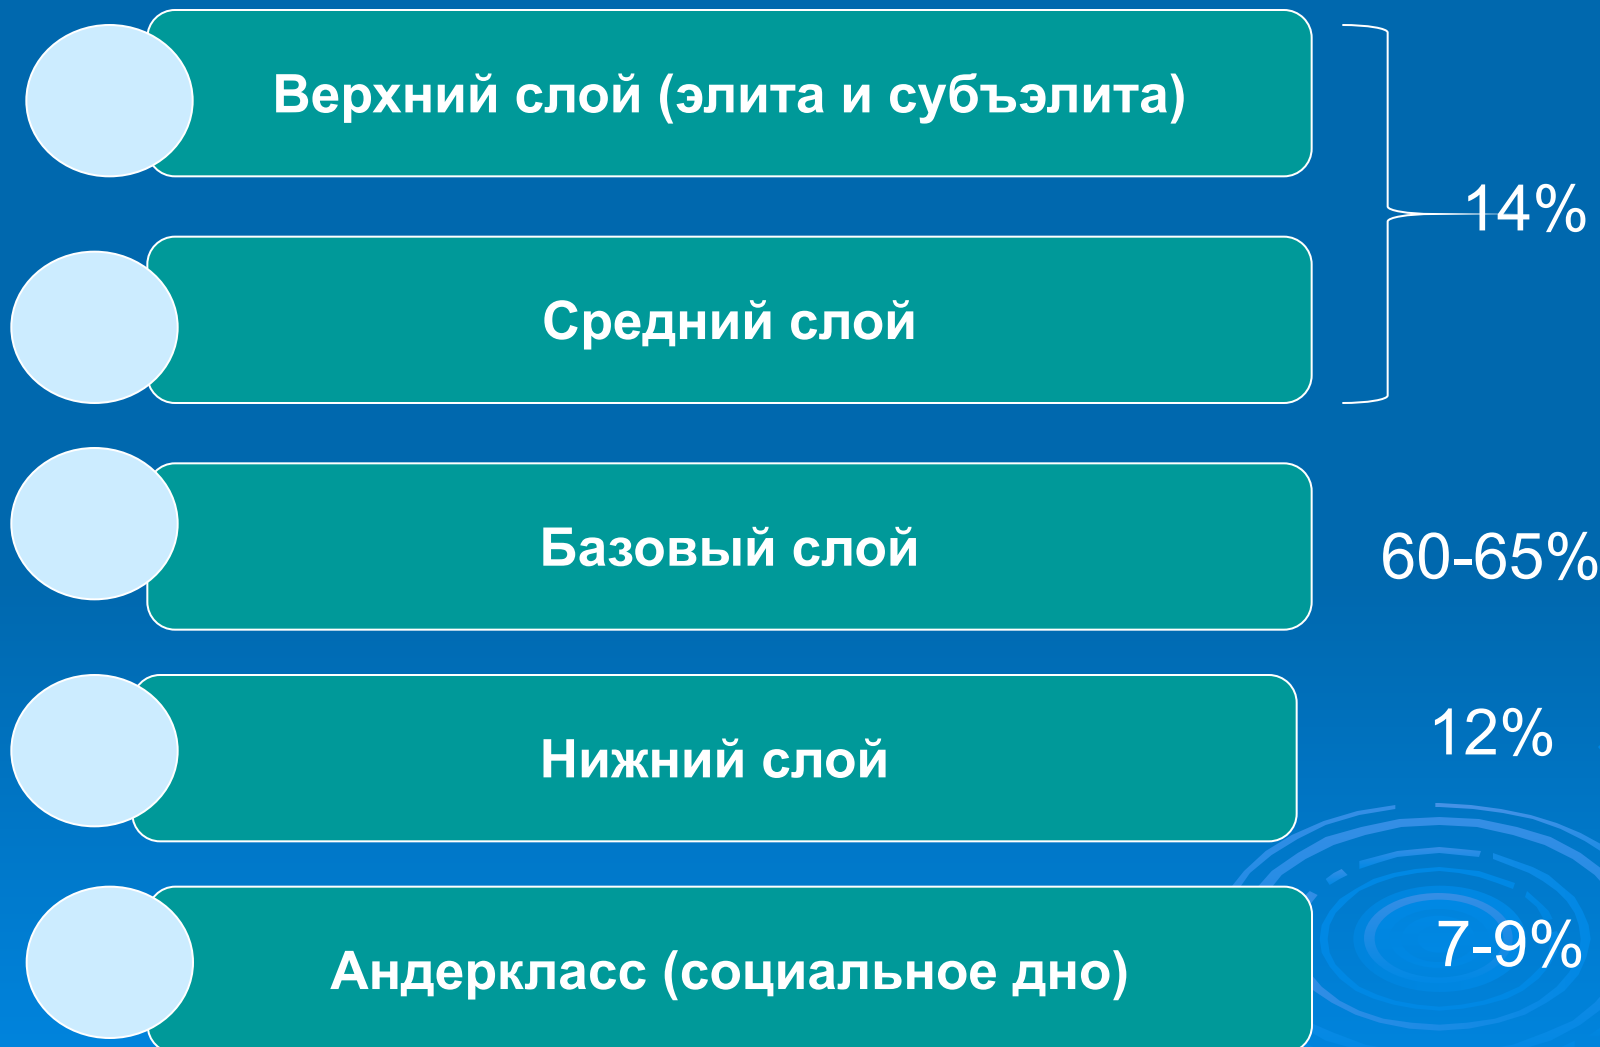 Верхний слой (элита и субъэлита)
14%
Средний слой
Базовый слой
60-65%
Нижний слой
12%
Андеркласс (социальное дно)
7-9%